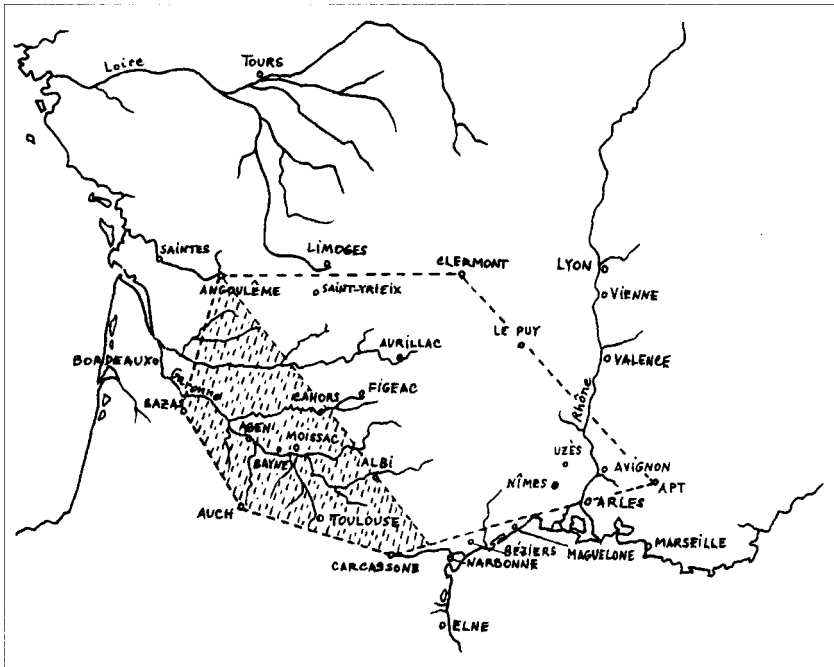 Loire
TOURS
SAINTES
LIMOGES
CLERMONT
LYON
ANGOULÊME
SAINT-YRIEIX
VIENNE
LE PUY
AURILLAC
BORDEAUX
VALENCE
Garonne
FIGEAC
CAHORS
Rhône
BAZAS
AGEN
MOISSAC
UZÈS
BAYNE
ALBI
AVIGNON
NÎMES
APT
ARLES
AUCH
TOULOUSE
MARSEILLE
BÉZIERS
MAGUELONE
CARCASSONE
NARBONNE
ELNE